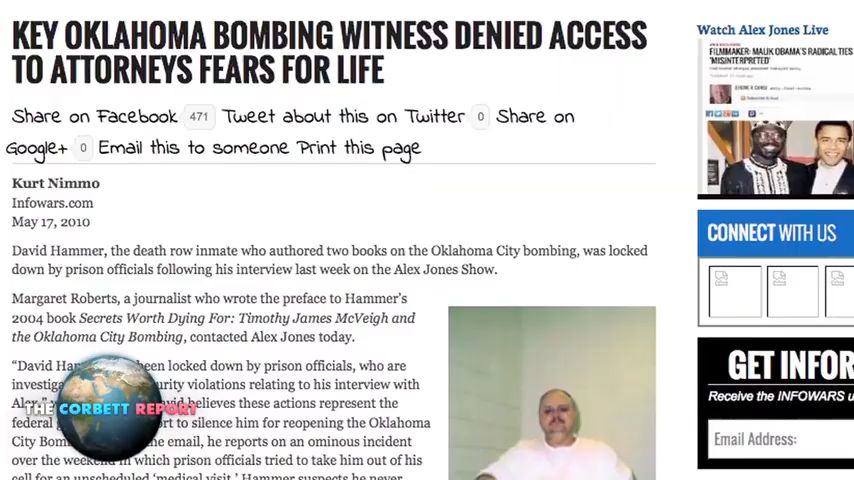 KEY OKLAHOMA BOMBING WITNESS DENIED ACCESS
TO ATTORNEYS FEARS FOR LIFE
Share on Facebook 471 Tweet about this on Twitter 0 Share on
Google+ 0 Email this to someone Print this page
Kurt Nimmo
Infowars.com
May 17, 2010
David Hammer, the death row inmate who authored two books on the Oklahoma City bombing, was locked
down by prison officials following his interview last week on the Alex Jones Show.
Margaret Roberts, a journalist who wrote the preface to Hammer's
2004 book Secrets Worth Dying For: Timothy James McVeigh and
the Oklahoma City Bombing, contacted Alex Jones today.
"David Ha been locked down by prison officials, who are
investiga urity violations relating to his interview with
Alex believes these actions represent the
federal ort to silence him for reopening the Oklahoma
City Bom he email, he reports on an ominous incident
over the weekend in which prison officials tried to take him out of his
cell for an unscheduled 'medical visit.' Hammer suspects he never
THE CORBETT REPORT
Watch Alex Jones Live
FILMMAKER: MALIK OBAMA'S RADICAL TIES
'MISINTERPRETED'
CONNECT WITH US
GET INFOR
Receive the INFOWARS
Email Address: